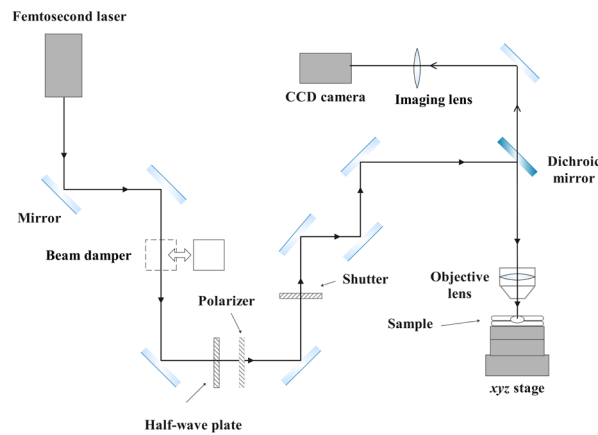 Femtosecond laser
CCD camera
Imaging lens
Dichroic
mirror
Mirror
Beam damper
Shutter
Objective
lens
Polarizer
Sample
xyz stage
Half-wave plate